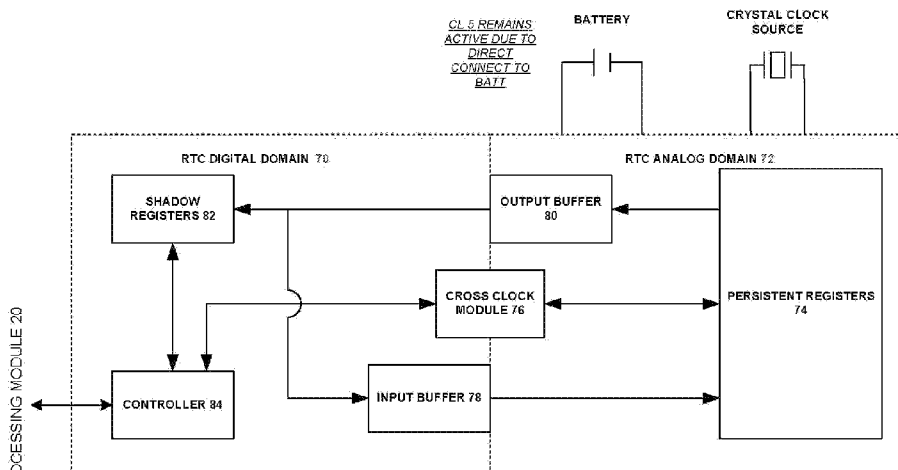 CL 5 REMAINS
ACTIVE DUE TO
DIRECT
CONNECT TO
BATT
BATTERY
CRYSTAL CLOCK
SOURCE
RTC DIGITAL DOMAIN 70
RTC ANALOG DOMAIN 72
SHADOW
REGISTERS 82
OUTPUT BUFFER
80
CROSS CLOCK
MODULE 76
PERSISTENT REGISTERS
74
CONTROLLER 84
INPUT BUFFER 78
OCESSING MODULE 20